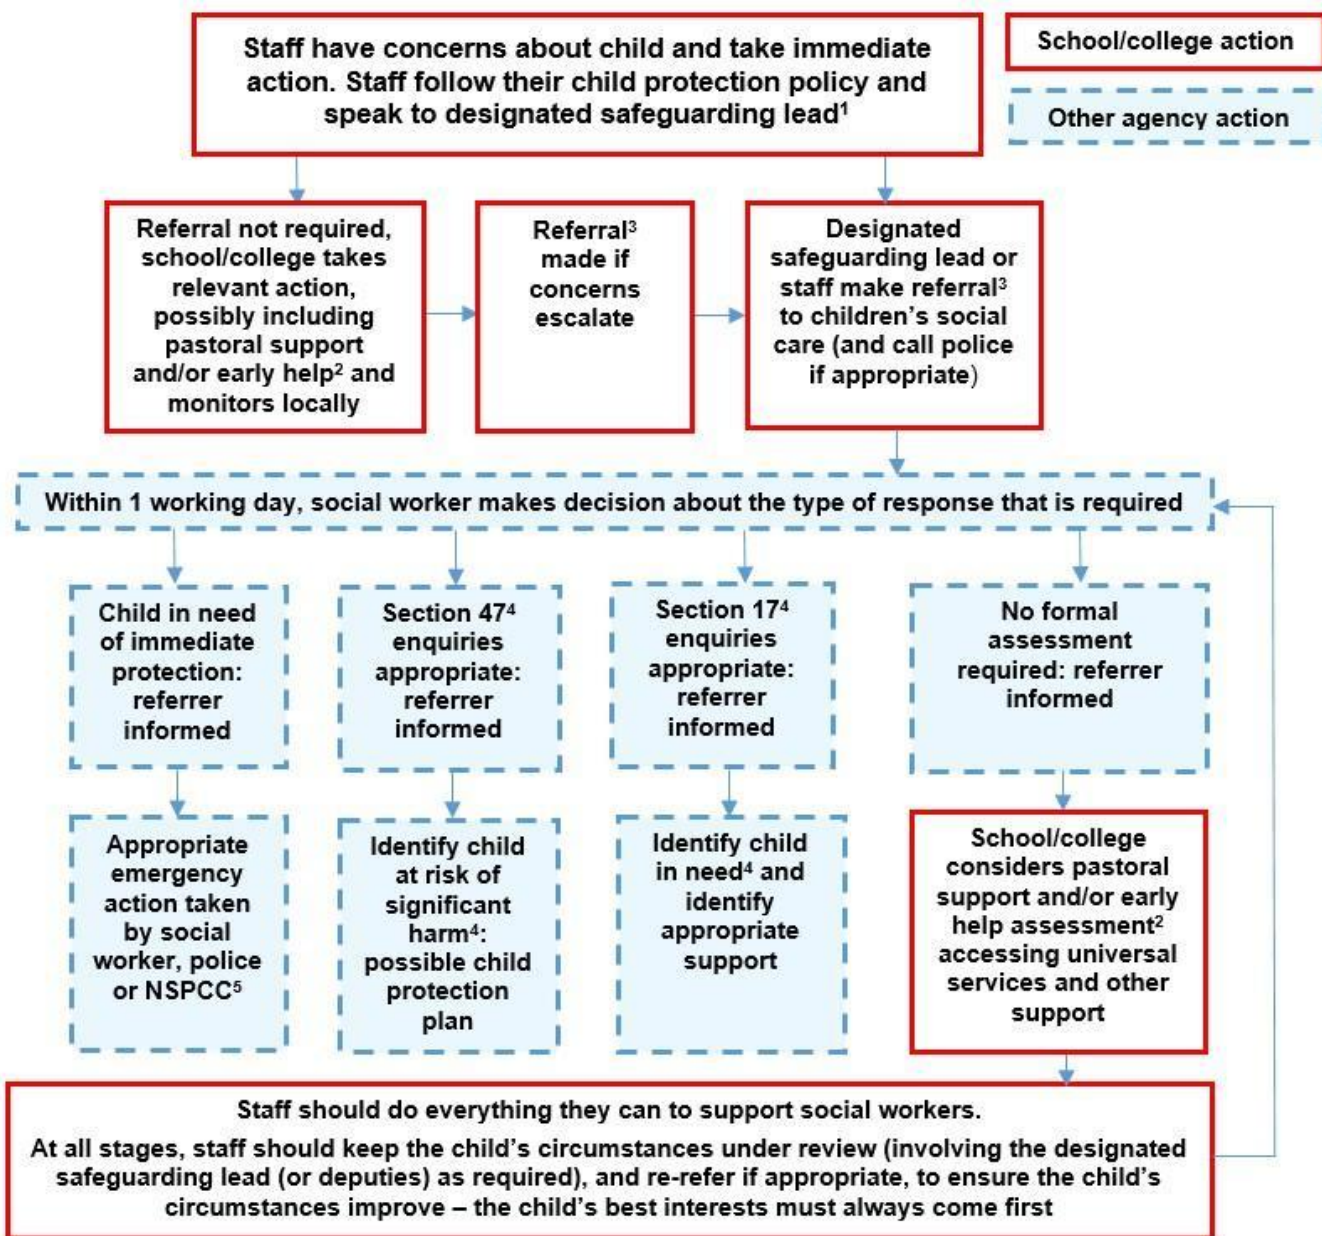 Staff have concerns about child and take immediate
action. Staff follow their child protection policy and
speak to designated safeguarding lead¹
School/college action
Other agency action
Referral not required,
school/college takes
relevant action,
possibly including
pastoral support
and/or early help² and
monitors locally
Referral³
made if
concerns
escalate
Designated
safeguarding lead or
staff make referral³
to children’s social
care (and call police
if appropriate)
Within 1 working day, social worker makes decision about the type of response that is required
Child in need
of immediate
protection:
referrer
informed
Section 47⁴
enquiries
appropriate:
referrer
informed
Section 17⁴
enquiries
appropriate:
referrer
informed
No formal
assessment
required: referrer
informed
Appropriate
emergency
action taken
by social
worker, police
or NSPCC⁵
Identify child
at risk of
significant
harm⁴:
possible child
protection
plan
Identify child
in need⁴ and
identify
appropriate
support
School/college
considers pastoral
support and/or early
help assessment²
accessing universal
services and other
support
Staff should do everything they can to support social workers.
At all stages, staff should keep the child’s circumstances under review (involving the designated
safeguarding lead (or deputies) as required), and re-refer if appropriate, to ensure the child’s
circumstances improve – the child’s best interests must always come first